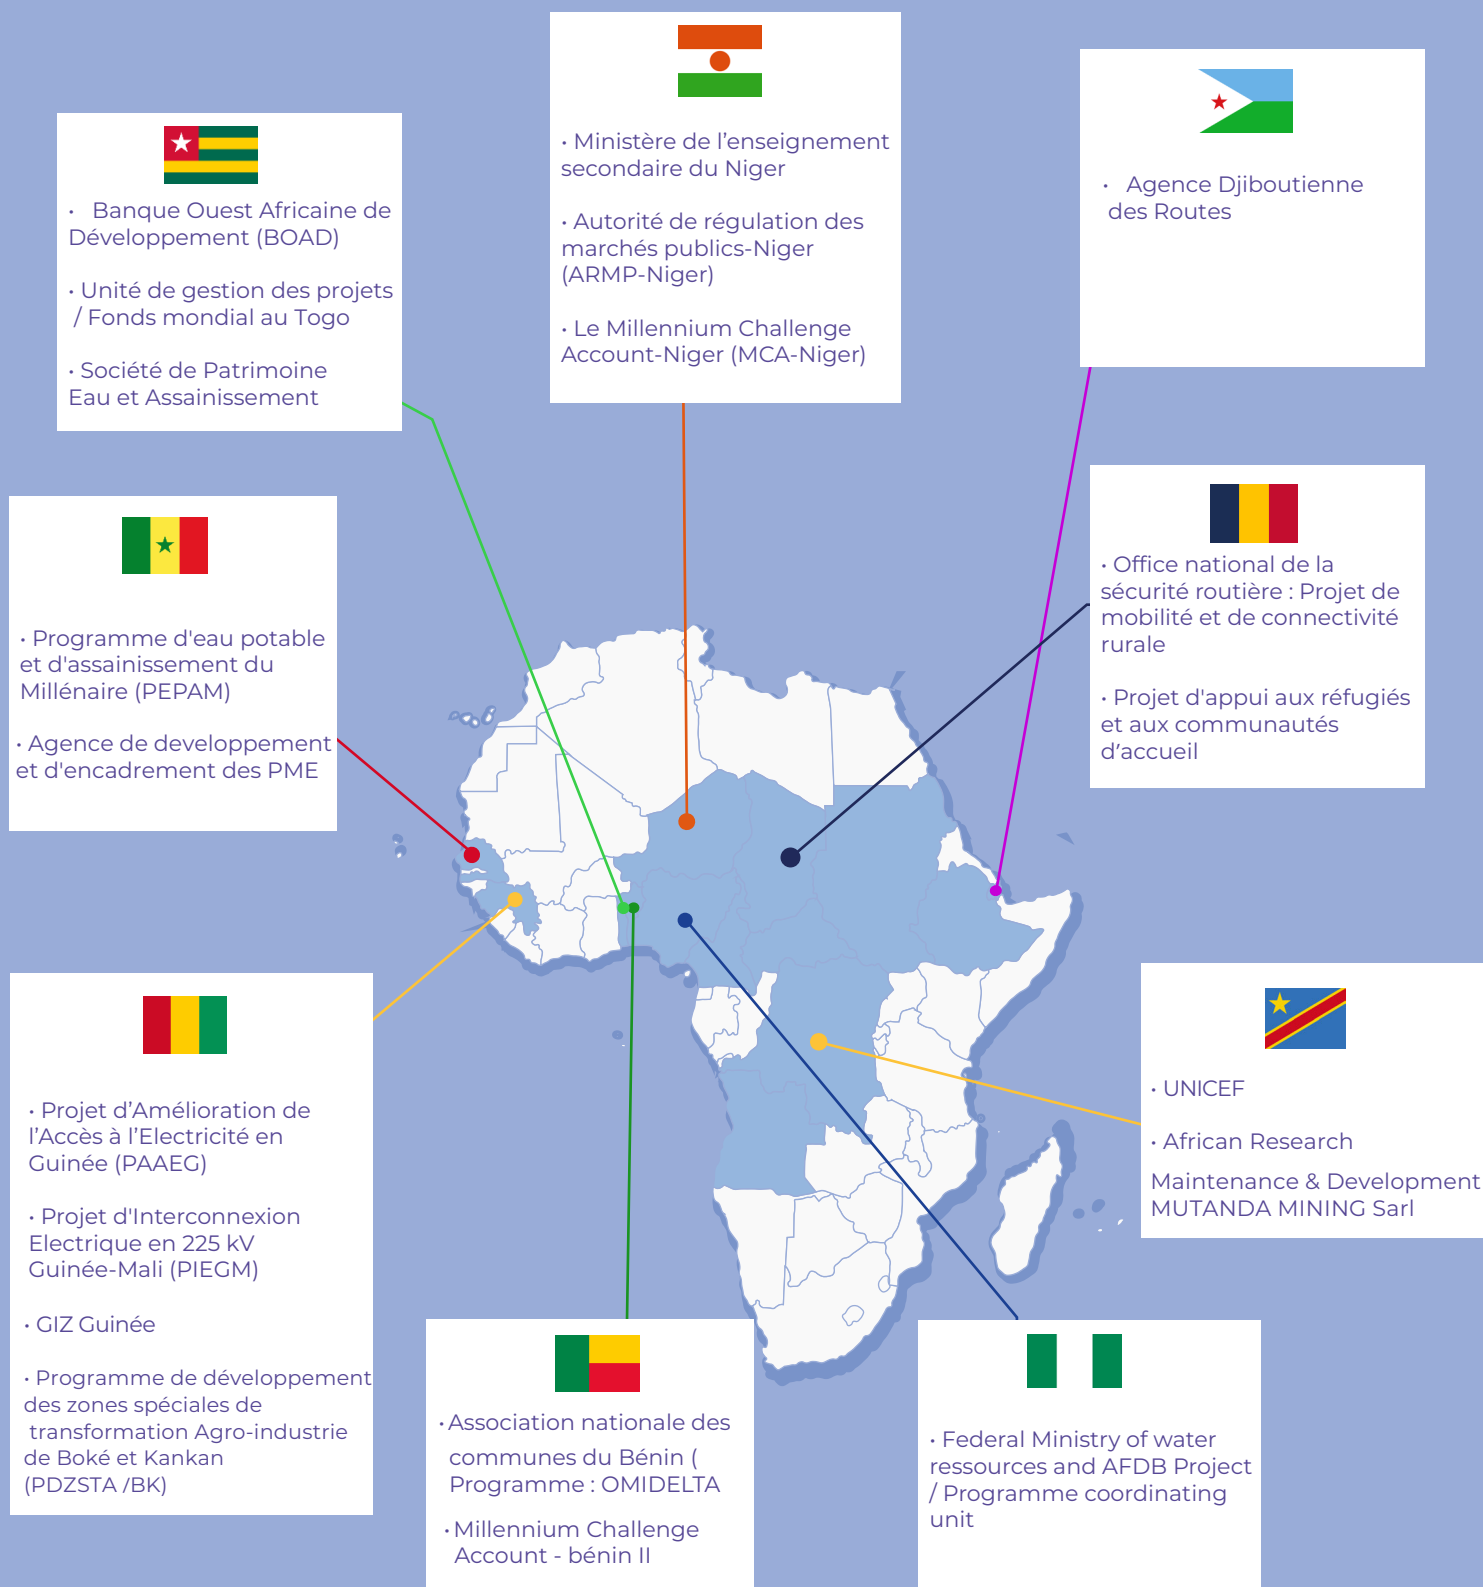 · Ministère de l’enseignement
secondaire du Niger
· Autorité de régulation des
marchés publics-Niger
(ARMP-Niger)
· Le Millennium Challenge
Account-Niger (MCA-Niger)
· Agence Djiboutienne
des Routes
· Banque Ouest Africaine de
Développement (BOAD)
· Unité de gestion des projets
/ Fonds mondial au Togo
· Société de Patrimoine
Eau et Assainissement
· Office national de la
sécurité routière : Projet de
mobilité et de connectivité
rurale
· Projet d'appui aux réfugiés
et aux communautés
d’accueil
· Programme d'eau potable
et d'assainissement du
Millénaire (PEPAM)
· Agence de developpement
et d'encadrement des PME
· UNICEF
· African Research
Maintenance & Development
MUTANDA MINING Sarl
· Projet d’Amélioration de
l’Accès à l’Electricité en
Guinée (PAAEG)
· Projet d'Interconnexion
Electrique en 225 kV
Guinée-Mali (PIEGM)
· GIZ Guinée
· Programme de développement
des zones spéciales de
transformation Agro-industrie
de Boké et Kankan
(PDZSTA /BK)
· Association nationale des
communes du Bénin (
Programme : OMIDELTA
· Millennium Challenge
Account - bénin II
· Federal Ministry of water
ressources and AFDB Project
/ Programme coordinating
unit